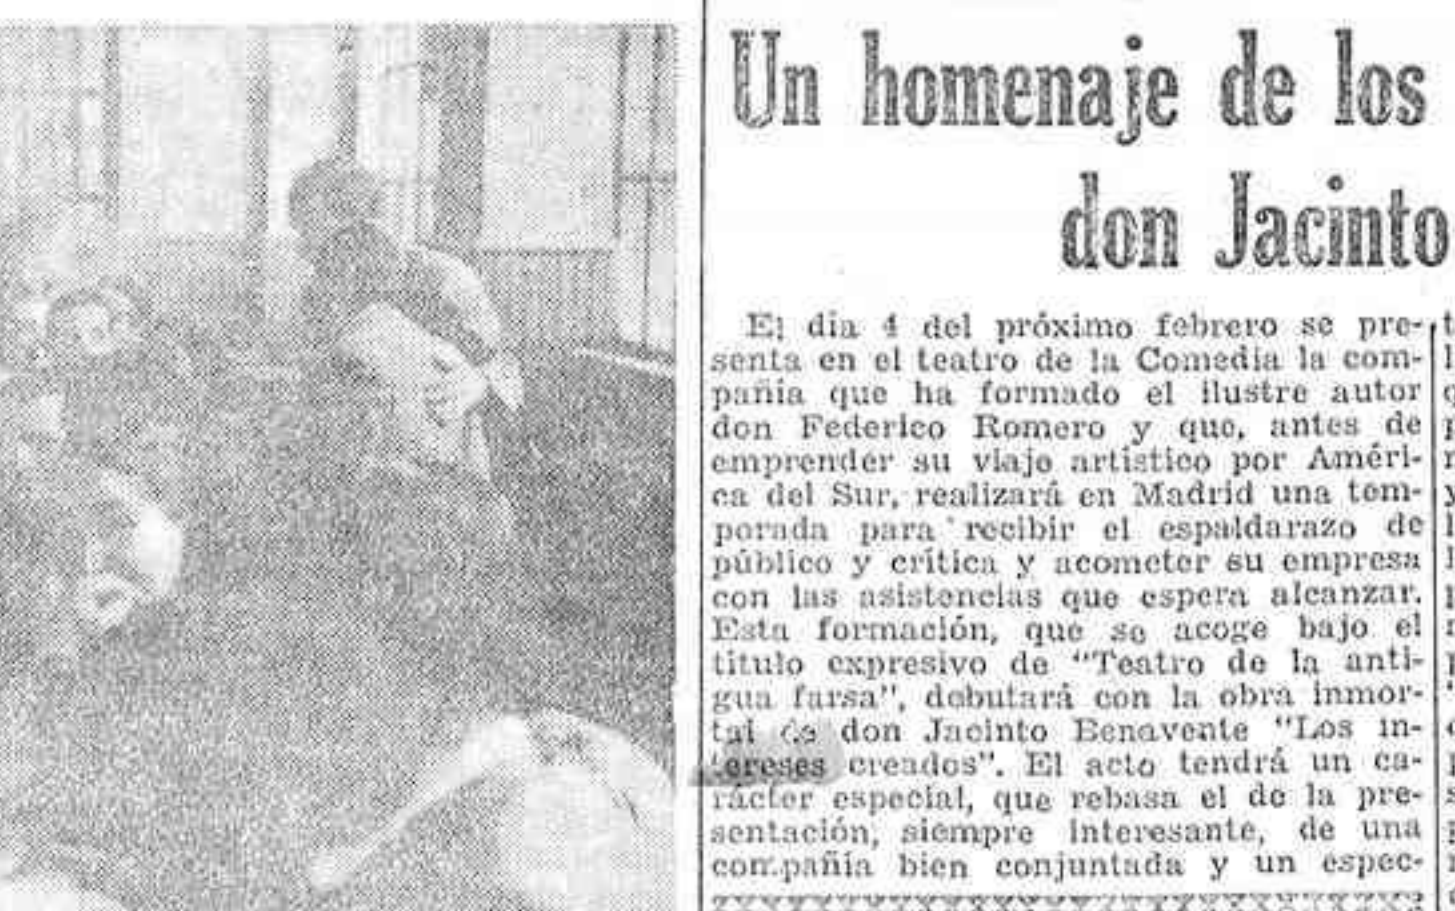 Un homenaje de los
don Jacinto
El día 4 del próximo febrero se pre-
senta en el teatro de la Comedia la com-
pañía que ha formado el ilustre autor
don Federico Romero y que, antes de
emprender su viaje artístico por Améri-
ca del Sur, realizará en Madrid una tem-
porada para recibir el espaldarazo de
público y crítica y acometer su empresa
con las asistencias que espera alcanzar.
Esta formación, que se acoge bajo el
título expresivo de "Teatro de la anti-
gua farsa", debutará con la obra inmor-
tal de don Jacinto Benavente "Los in-
tereses creados". El acto tendrá un ca-
rácter especial, que rebasa el de la pre-
sentación, siempre interesante, de una
compañía bien conjuntada y un espec-